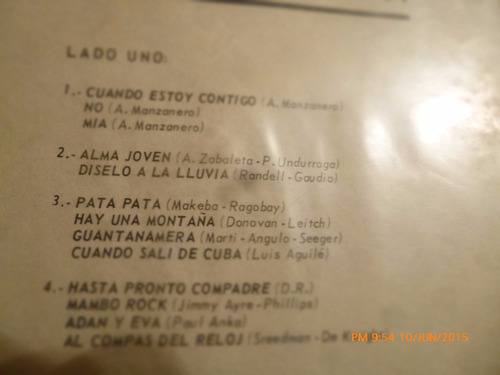 LADO UNO:
1.- CUANDO ESTOY CONTIGO (A. Manzanero)
NO (A. Manzanero)
MIA (A. Manzanero)
2.- ALMA JOVEN (A. Zabaleta - P. Undurraga)
DISELO A LA LLUVIA (Randell - Gaudio)
3.- PATA PATA (Makeba - Ragobay)
HAY UNA MONTAÑA (Donovan - Leitch)
GUANTANAMERA (Marti - Angulo - Seeger)
CUANDO SALI DE CUBA (Luis Aguilé)
4.- HASTA PRONTO COMPADRE (D.R.)
MAMBO ROCK (Jimmy Ayre - Phillips)
ADAN Y EVA (Paul Anka)
AL COMPAS DEL RELOJ (Sreedman - De
PM 9:54 10/JUN/2015